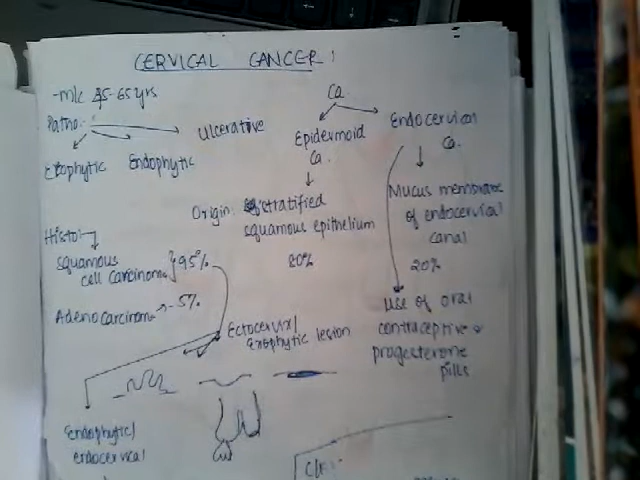 CERVICAL CANCER :
- m/c 45-65 yrs
Ca.
Patho :
Exophytic
Endophytic
Ulcerative
Epidermoid
Ca.
Endocervical
Ca.
Origin :
stratified
squamous epithelium
80%
Mucus membrane
of endocervical
canal
20%
Use of oral
contraceptive &
progesterone
pills
Histo :
squamous
cell carcinoma } 95%
Adenocarcinoma - 5%
Ectocervix/
Exophytic lesion
Endophytic/
endocervical
C/F :